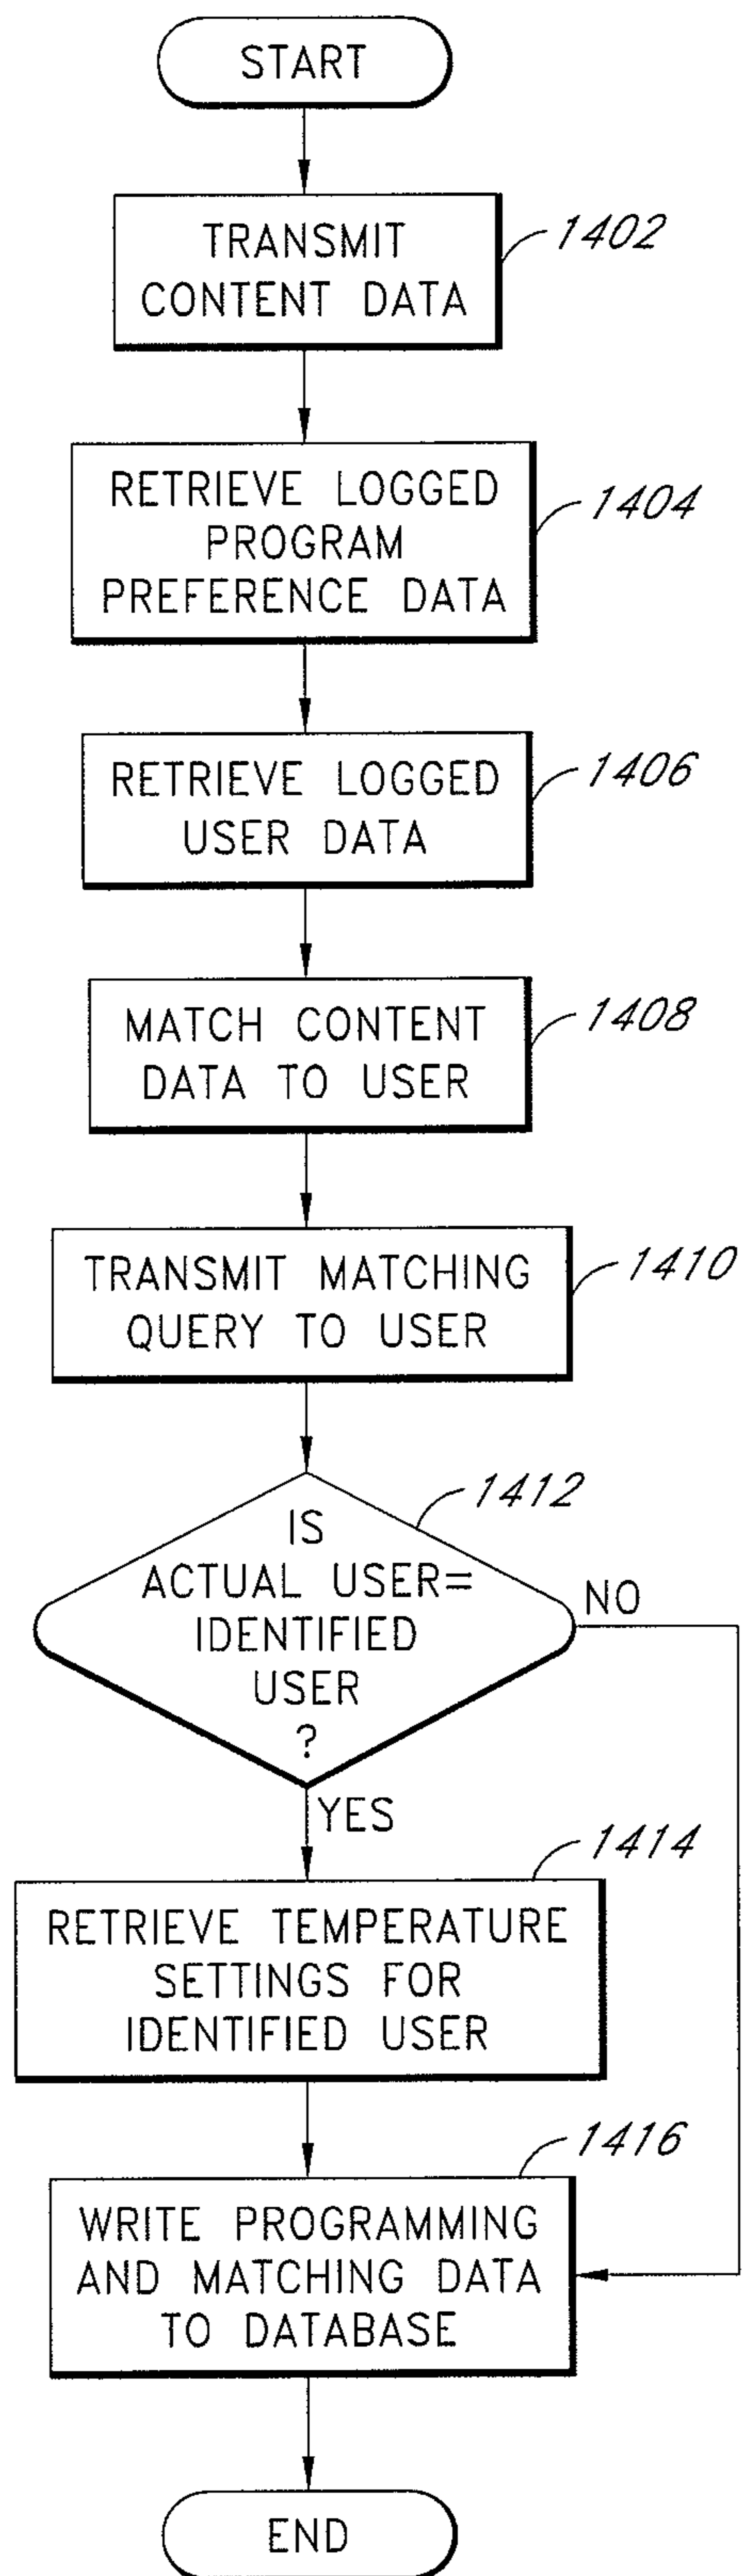 START
TRANSMIT
CONTENT DATA
1402
RETRIEVE LOGGED
PROGRAM
PREFERENCE DATA
1404
RETRIEVE LOGGED
USER DATA
1406
MATCH CONTENT
DATA TO USER
1408
TRANSMIT MATCHING
QUERY TO USER
1410
1412
IS
ACTUAL USER=
IDENTIFIED
USER
?
NO
YES
1414
RETRIEVE TEMPERATURE
SETTINGS FOR
IDENTIFIED USER
1416
WRITE PROGRAMMING
AND MATCHING DATA
TO DATABASE
END